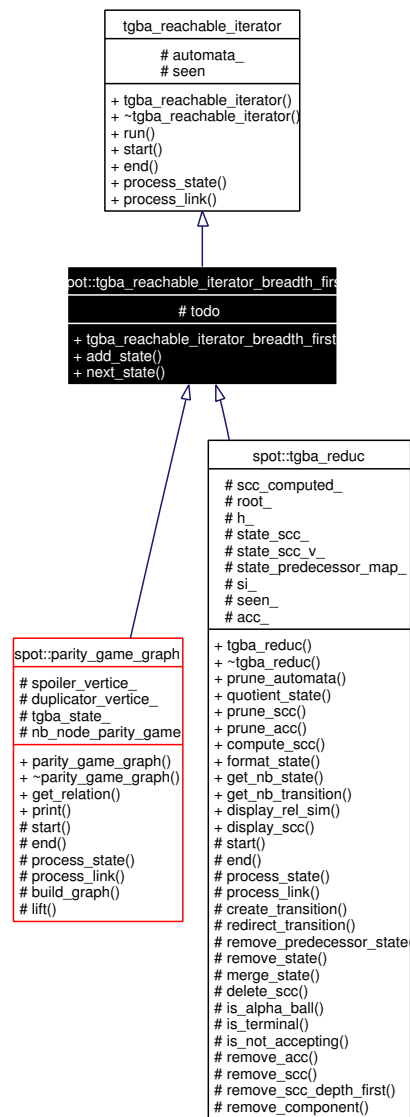 tgba_reachable_iterator
# automata_
# seen
+ tgba_reachable_iterator()
+ ~tgba_reachable_iterator()
+ run()
+ start()
+ end()
+ process_state()
+ process_link()
pot::tgba_reachable_iterator_breadth_firs
# todo
+ tgba_reachable_iterator_breadth_first
+ add_state()
+ next_state()
spot::tgba_reduc
# scc_computed_
# root_
# h_
# state_scc_
# state_scc_v_
# state_predecessor_map_
# si_
# seen_
# acc_
+ tgba_reduc()
+ ~tgba_reduc()
+ prune_automata()
+ quotient_state()
+ prune_scc()
+ prune_acc()
+ compute_scc()
+ format_state()
+ get_nb_state()
+ get_nb_transition()
+ display_rel_sim()
+ display_scc()
# start()
# end()
# process_state()
# process_link()
# create_transition()
# redirect_transition()
# remove_predecessor_state(
# remove_state()
# merge_state()
# delete_scc()
# is_alpha_ball()
# is_terminal()
# is_not_accepting()
# remove_acc()
# remove_scc()
# remove_scc_depth_first()
# remove_component()
spot::parity_game_graph
# spoiler_vertice_
# duplicator_vertice_
# tgba_state_
# nb_node_parity_game
+ parity_game_graph()
+ ~parity_game_graph()
+ get_relation()
+ print()
# start()
# end()
# process_state()
# process_link()
# build_graph()
# lift()